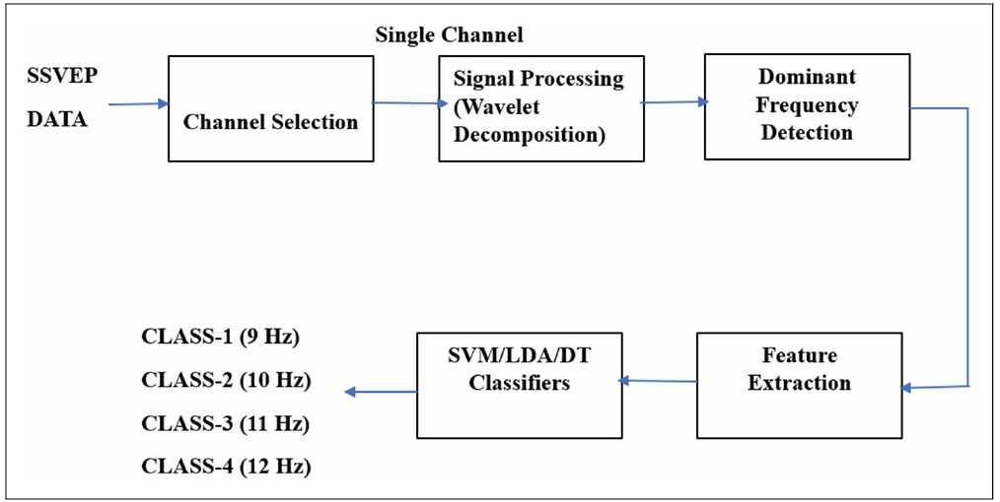 Single Channel
SSVEP
DATA
Channel Selection
Signal Processing
(Wavelet
Decomposition)
Dominant
Frequency
Detection
CLASS-1 (9 Hz)
CLASS-2 (10 Hz)
CLASS-3 (11 Hz)
CLASS-4 (12 Hz)
SVM/LDA/DT
Classifiers
Feature
Extraction